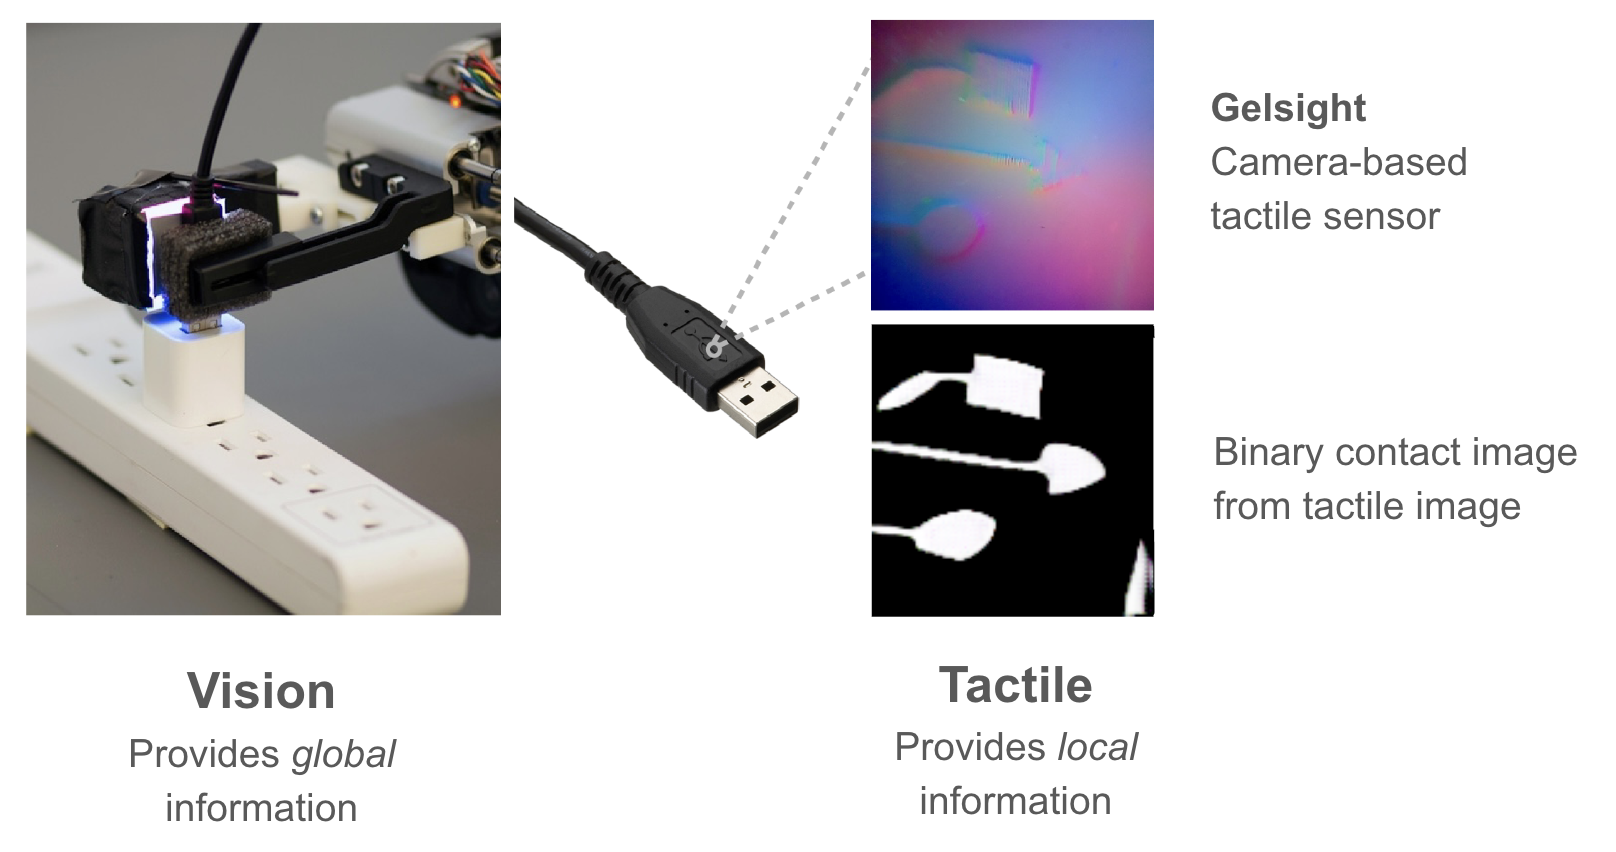 Gelsight
Camera-based
tactile sensor
Binary contact image
from tactile image
Vision
Provides global
information
Tactile
Provides local
information